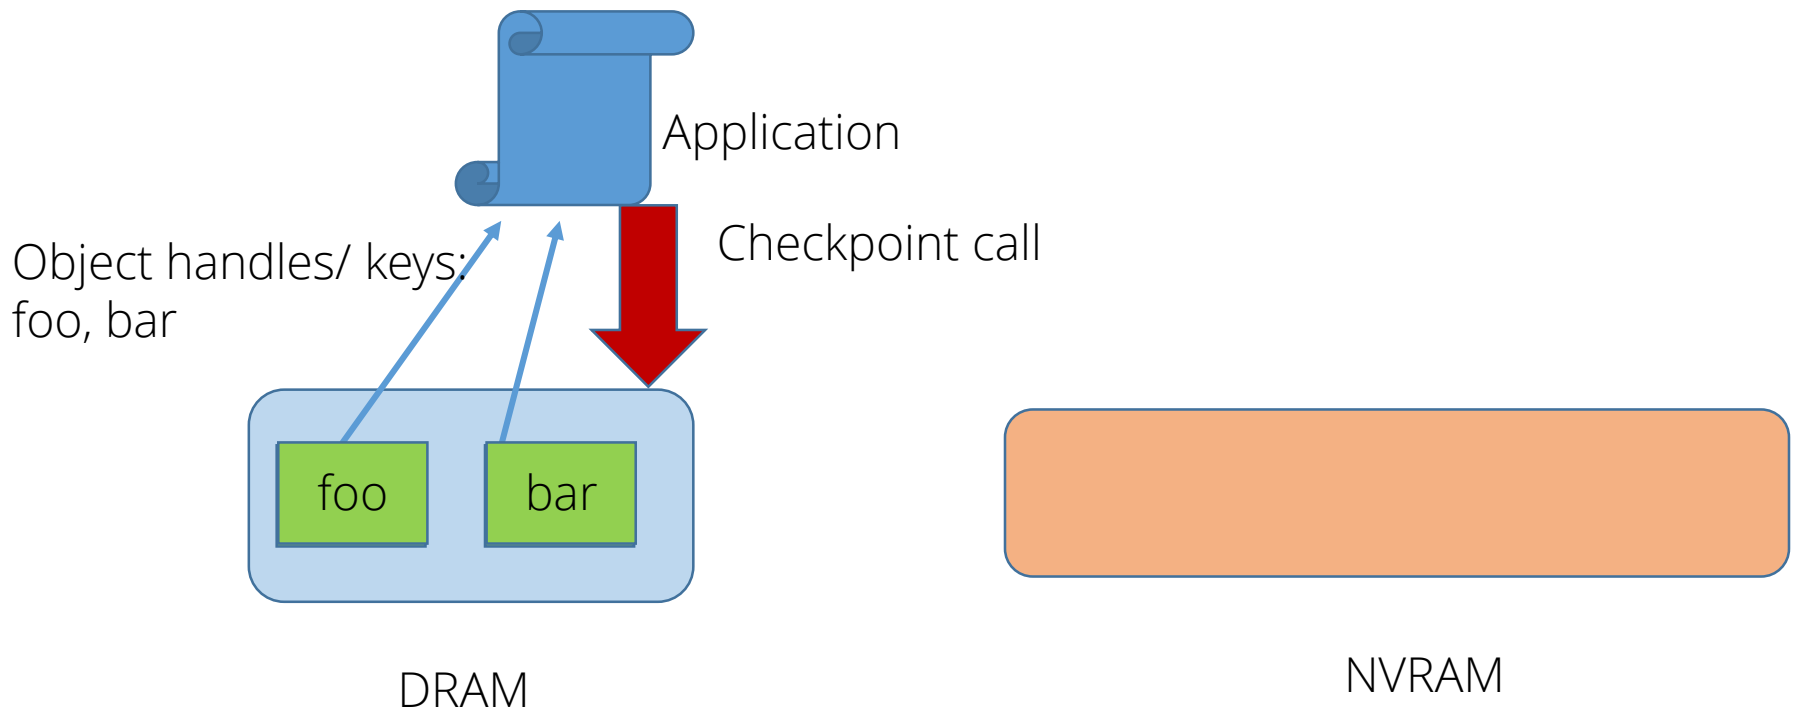 Application
Checkpoint call
Object handles/ keys:
foo, bar
foo
bar
DRAM
NVRAM